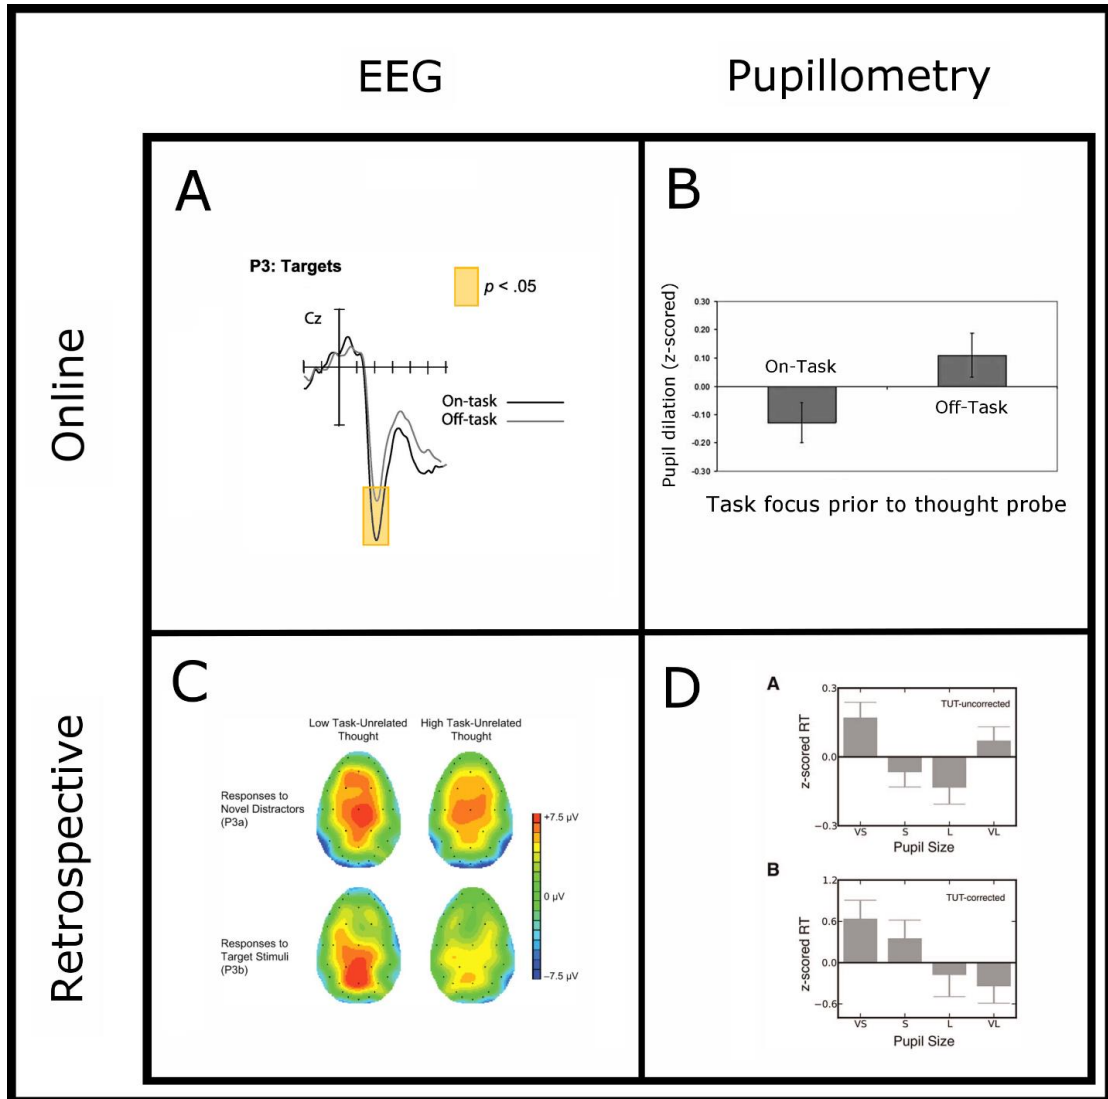 EEG
Pupillometry
Online
Retrospective
A
P3: Targets
p < .05
Cz
On-task
Off-task
B
Pupil dilation (z-scored)
0.30
0.20
0.10
0.00
-0.10
-0.20
-0.30
On-Task
Off-Task
Task focus prior to thought probe
C
Low Task-Unrelated
Thought
High Task-Unrelated
Thought
Responses to
Novel Distractors
(P3a)
Responses to
Target Stimuli
(P3b)
+7.5 µV
0 µV
−7.5 µV
D
A
z-scored RT
0.3
0.0
−0.3
TUT-uncorrected
VS S L VL
Pupil Size
B
z-scored RT
1.2
0.6
0.0
−0.6
TUT-corrected
VS S L VL
Pupil Size